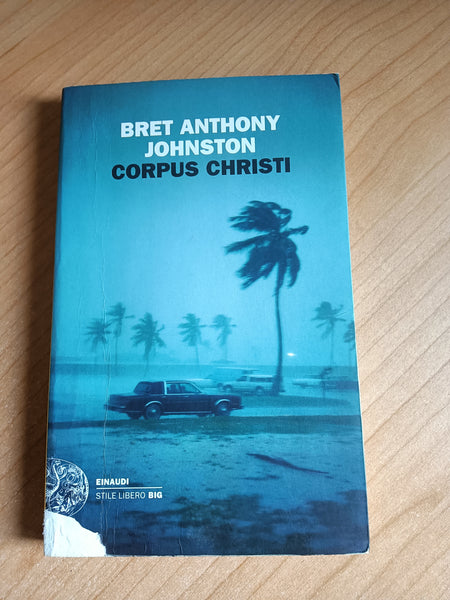 BRET ANTHONY
JOHNSTON
CORPUS CHRISTI
EINAUDI
STILE LIBERO BIG